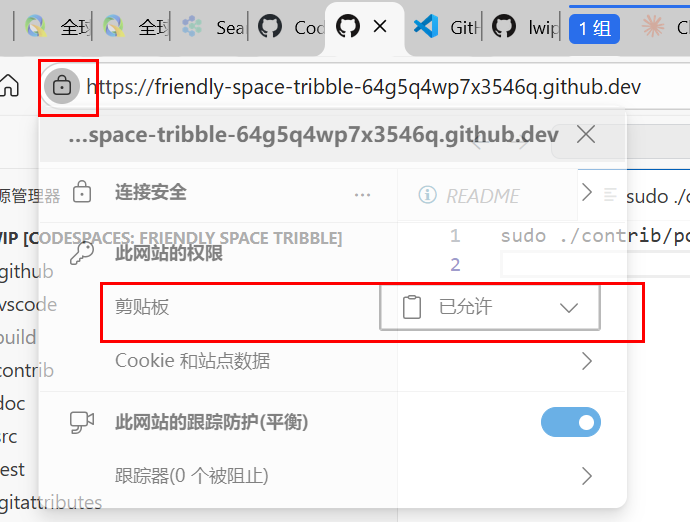 全玏
全玏
Sea
Cod
GitH
lwip
1 组
Cl
https://friendly-space-tribble-64g5q4wp7x3546q.github.dev
...space-tribble-64g5q4wp7x3546q.github.dev
源管理器
连接安全
README
sudo ./c
WIP [CODESPACES: FRIENDLY SPACE TRIBBLE]
此网站的权限
1 sudo ./contrib/po
2
github
vscode
剪贴板
已允许
build
contrib
Cookie 和站点数据
doc
src
此网站的跟踪防护(平衡)
test
跟踪器(0 个被阻止)
gitattributes